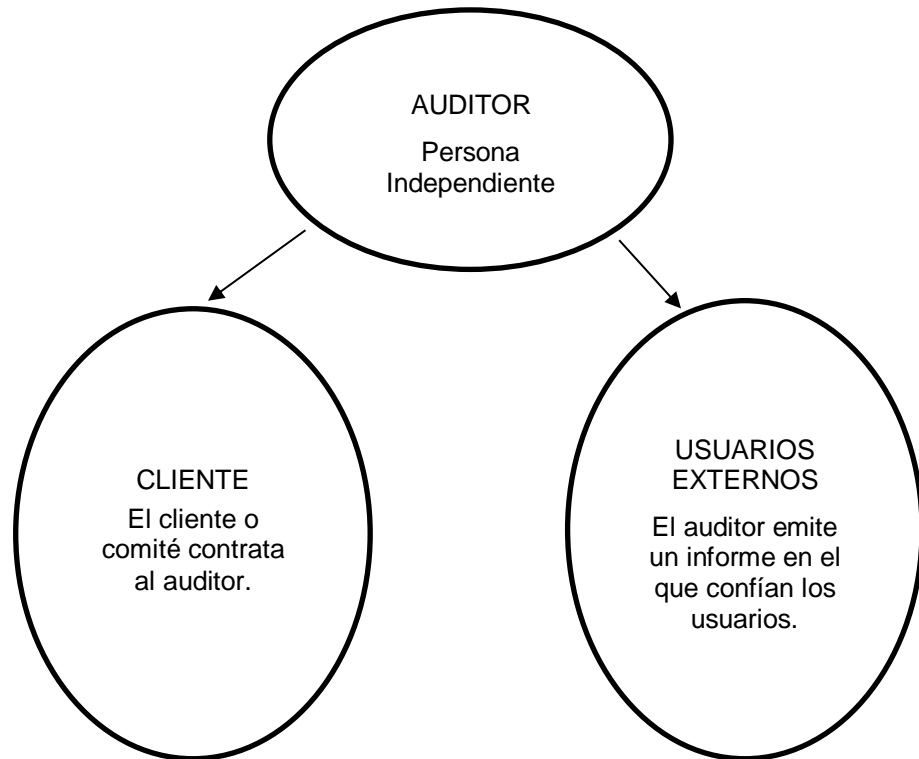 AUDITOR
Persona
Independiente
CLIENTE
El cliente o
comité contrata
al auditor.
USUARIOS
EXTERNOS
El auditor emite
un informe en el
que confían los
usuarios.